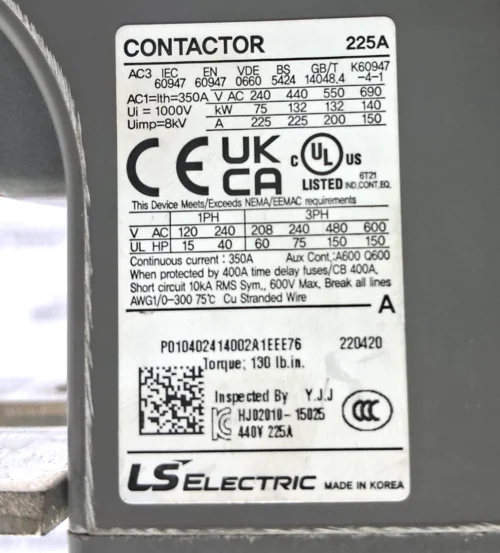 CONTACTOR 225A
AC3 IEC 60947 EN 60947 VDE 0660 BS 5424 GB/T 14048.4 K60947 -4-1
AC1=Ith=350A V AC 240 440 550 690
Ui = 1000V kW 75 132 132 140
Uimp=8kV A 225 225 200 150
CE UK CA c UL US
LISTED 6T21 IND.CONT.EQ.
This Device Meets/Exceeds NEMA/EEMAC requirements
1PH 3PH
V AC 120 240 208 240 480 600
UL HP 15 40 60 75 150 150
Continuous current : 350A Aux Cont.:A600 Q600
When protected by 400A time delay fuses/CB 400A,
Short circuit 10kA RMS Sym., 600V Max, Break all lines
AWG1/0-300 75°C Cu Stranded Wire
A
P010402414002A1EEE76 220420
Torque; 130 lb.in.
Inspected By Y.J.J
HJ02010-15025
440V 225A
CCC
LS ELECTRIC MADE IN KOREA